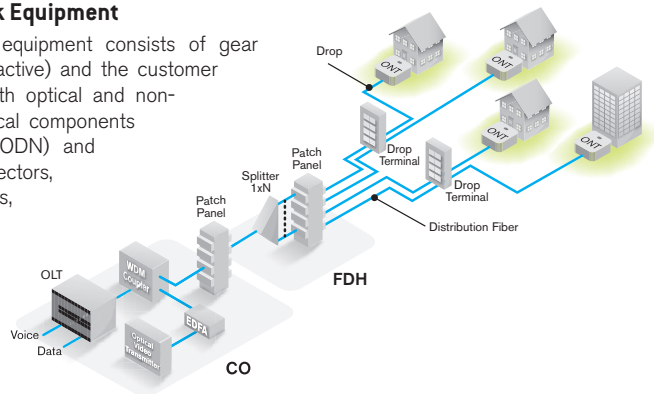 k Equipment
equipment consists of gear
active) and the customer
th optical and non-
cal components
ODN) and
ectors,
s,
Drop
ONT
ONT
ONT
ONT
Drop
Terminal
Drop
Terminal
Distribution Fiber
Patch
Panel
Splitter
1xN
FDH
Patch
Panel
OLT
WDM
Coupler
EDFA
Optical
Video
Transmitter
Voice
Data
CO